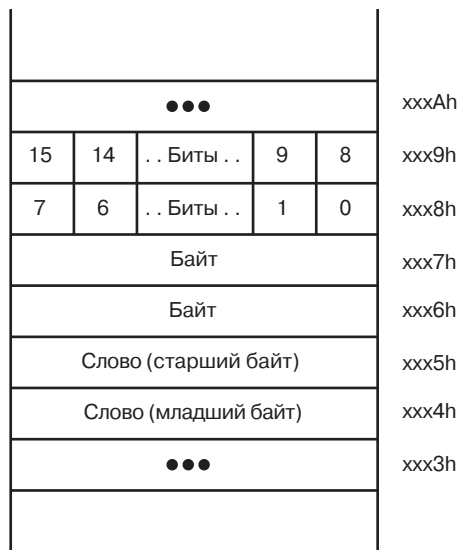 ●●● xxxAh
15 14 . . Биты . . 9 8 xxx9h
7 6 . . Биты . . 1 0 xxx8h
Байт xxx7h
Байт xxx6h
Слово (старший байт) xxx5h
Слово (младший байт) xxx4h
●●● xxx3h